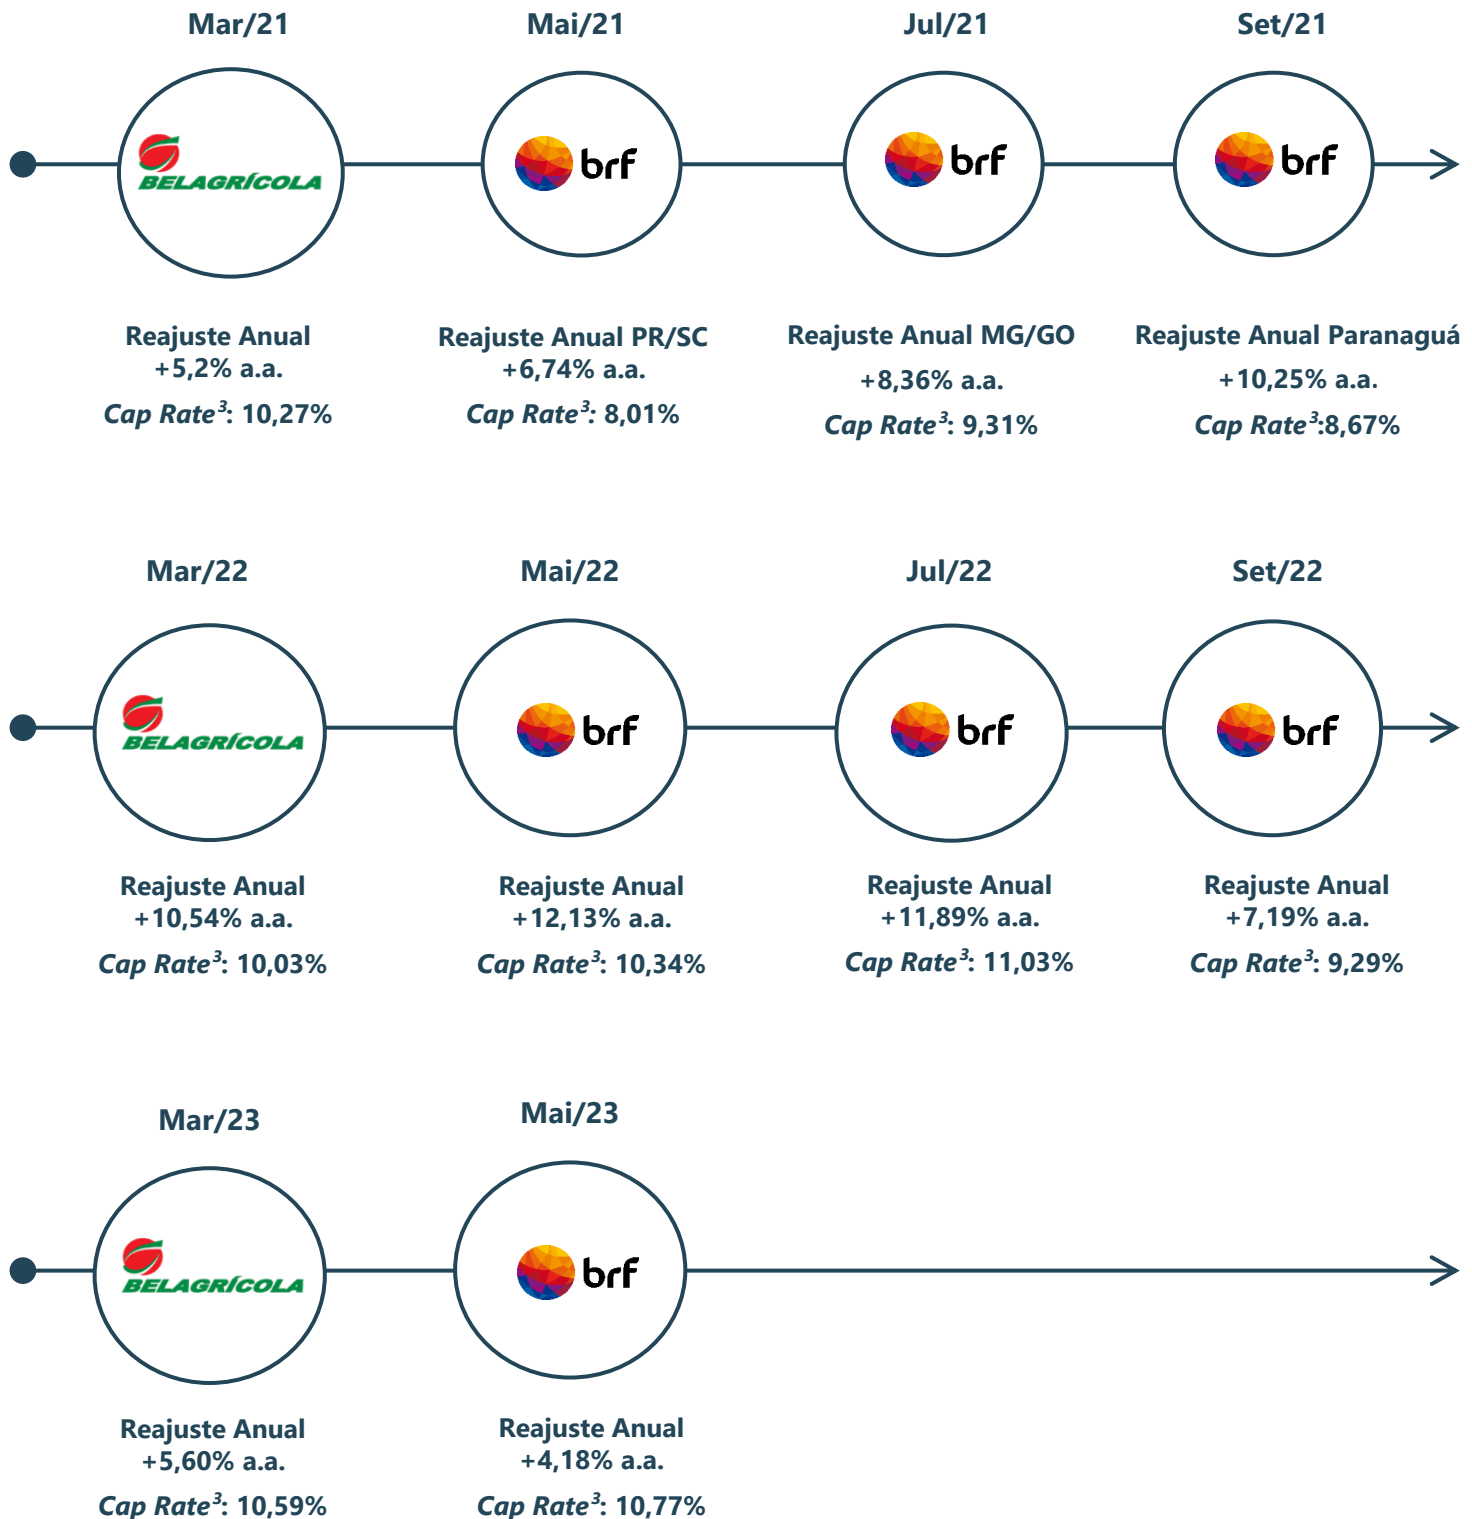 Mar/21
Mai/21
Jul/21
Set/21
BELAGRÍCOLA
brf
brf
brf
Reajuste Anual
+5,2% a.a.
Cap Rate³: 10,27%
Reajuste Anual PR/SC
+6,74% a.a.
Cap Rate³: 8,01%
Reajuste Anual MG/GO
+8,36% a.a.
Cap Rate³: 9,31%
Reajuste Anual Paranaguá
+10,25% a.a.
Cap Rate³:8,67%
Mar/22
Mai/22
Jul/22
Set/22
BELAGRÍCOLA
brf
brf
brf
Reajuste Anual
+10,54% a.a.
Cap Rate³: 10,03%
Reajuste Anual
+12,13% a.a.
Cap Rate³: 10,34%
Reajuste Anual
+11,89% a.a.
Cap Rate³: 11,03%
Reajuste Anual
+7,19% a.a.
Cap Rate³: 9,29%
Mar/23
Mai/23
BELAGRÍCOLA
brf
Reajuste Anual
+5,60% a.a.
Cap Rate³: 10,59%
Reajuste Anual
+4,18% a.a.
Cap Rate³: 10,77%